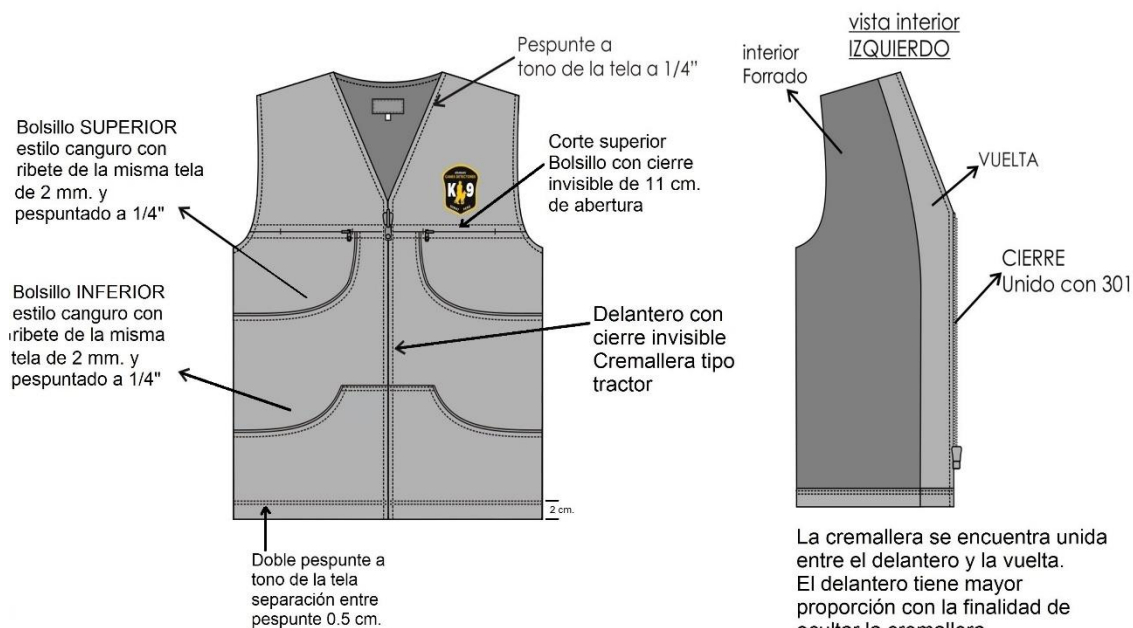 Bolsillo SUPERIOR
estilo canguro con
ribete de la misma tela
de 2 mm. y
pespuntado a 1/4"
Bolsillo INFERIOR
estilo canguro con
ribete de la misma
tela de 2 mm. y
pespuntado a 1/4"
Pespunte a
tono de la tela a 1/4"
K 9
Corte superior
Bolsillo con cierre
invisible de 11 cm.
de abertura
Delantero con
cierre invisible
Cremallera tipo
tractor
2 cm.
Doble pespunte a
tono de la tela
separación entre
pespunte 0.5 cm.
vista interior
IZQUIERDO
interior
Forrado
VUELTA
CIERRE
Unido con 301
La cremallera se encuentra unida
entre el delantero y la vuelta.
El delantero tiene mayor
proporción con la finalidad de
ocultar la cremallera